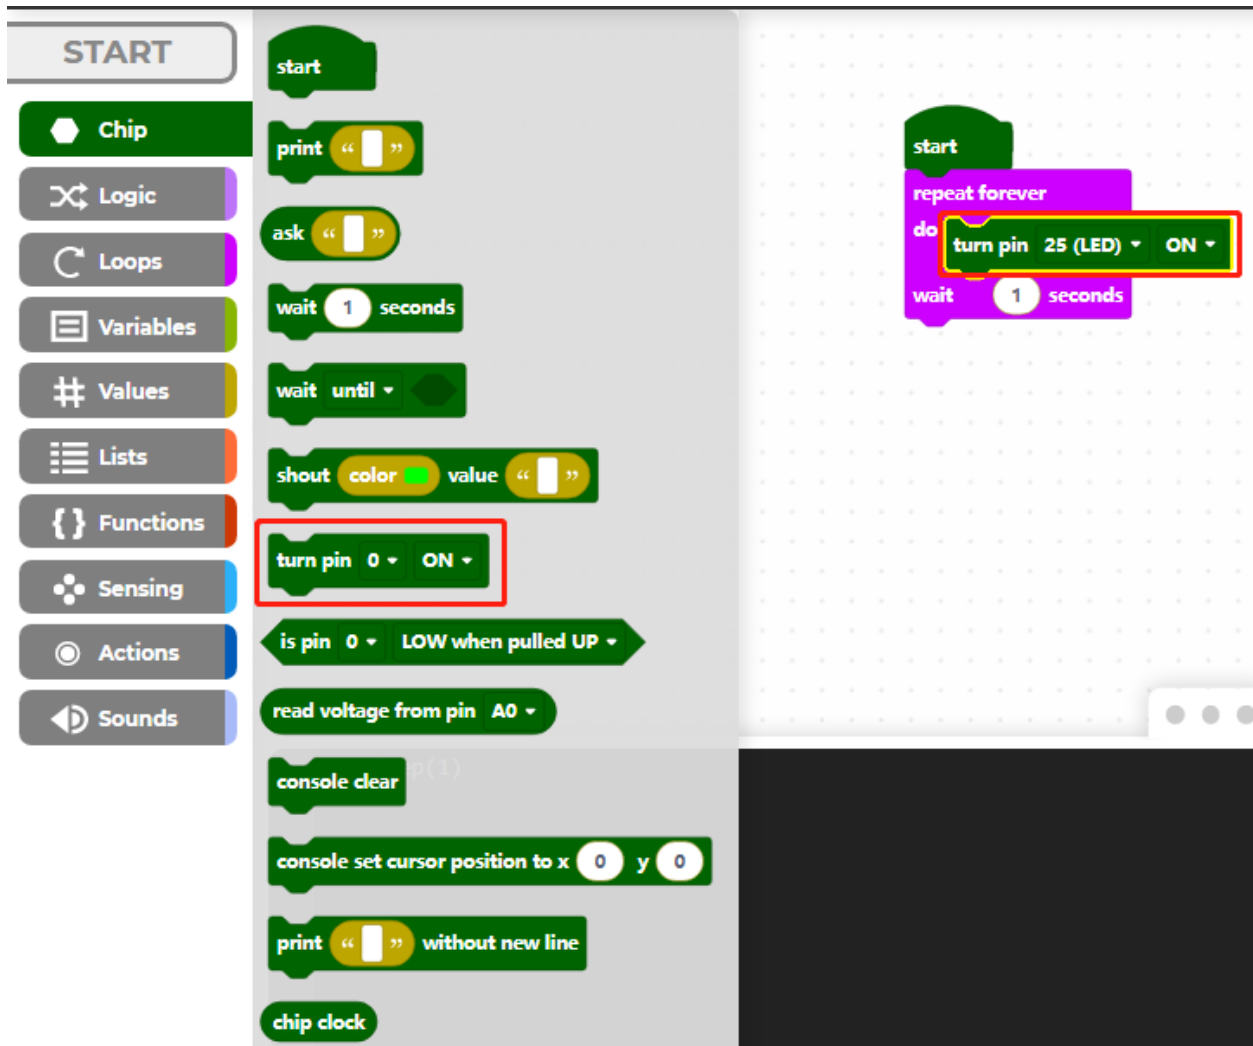 START
Chip
Logic
Loops
Variables
Values
Lists
Functions
Sensing
Actions
Sounds
start
print “ ”
ask “ ”
wait 1 seconds
wait until
shout color value “ ”
turn pin 0 ON
is pin 0 LOW when pulled UP
read voltage from pin A0
ep(1)
console clear
console set cursor position to x 0 y 0
print “ ” without new line
chip clock
start
repeat forever
do turn pin 25 (LED) ON
wait 1 seconds